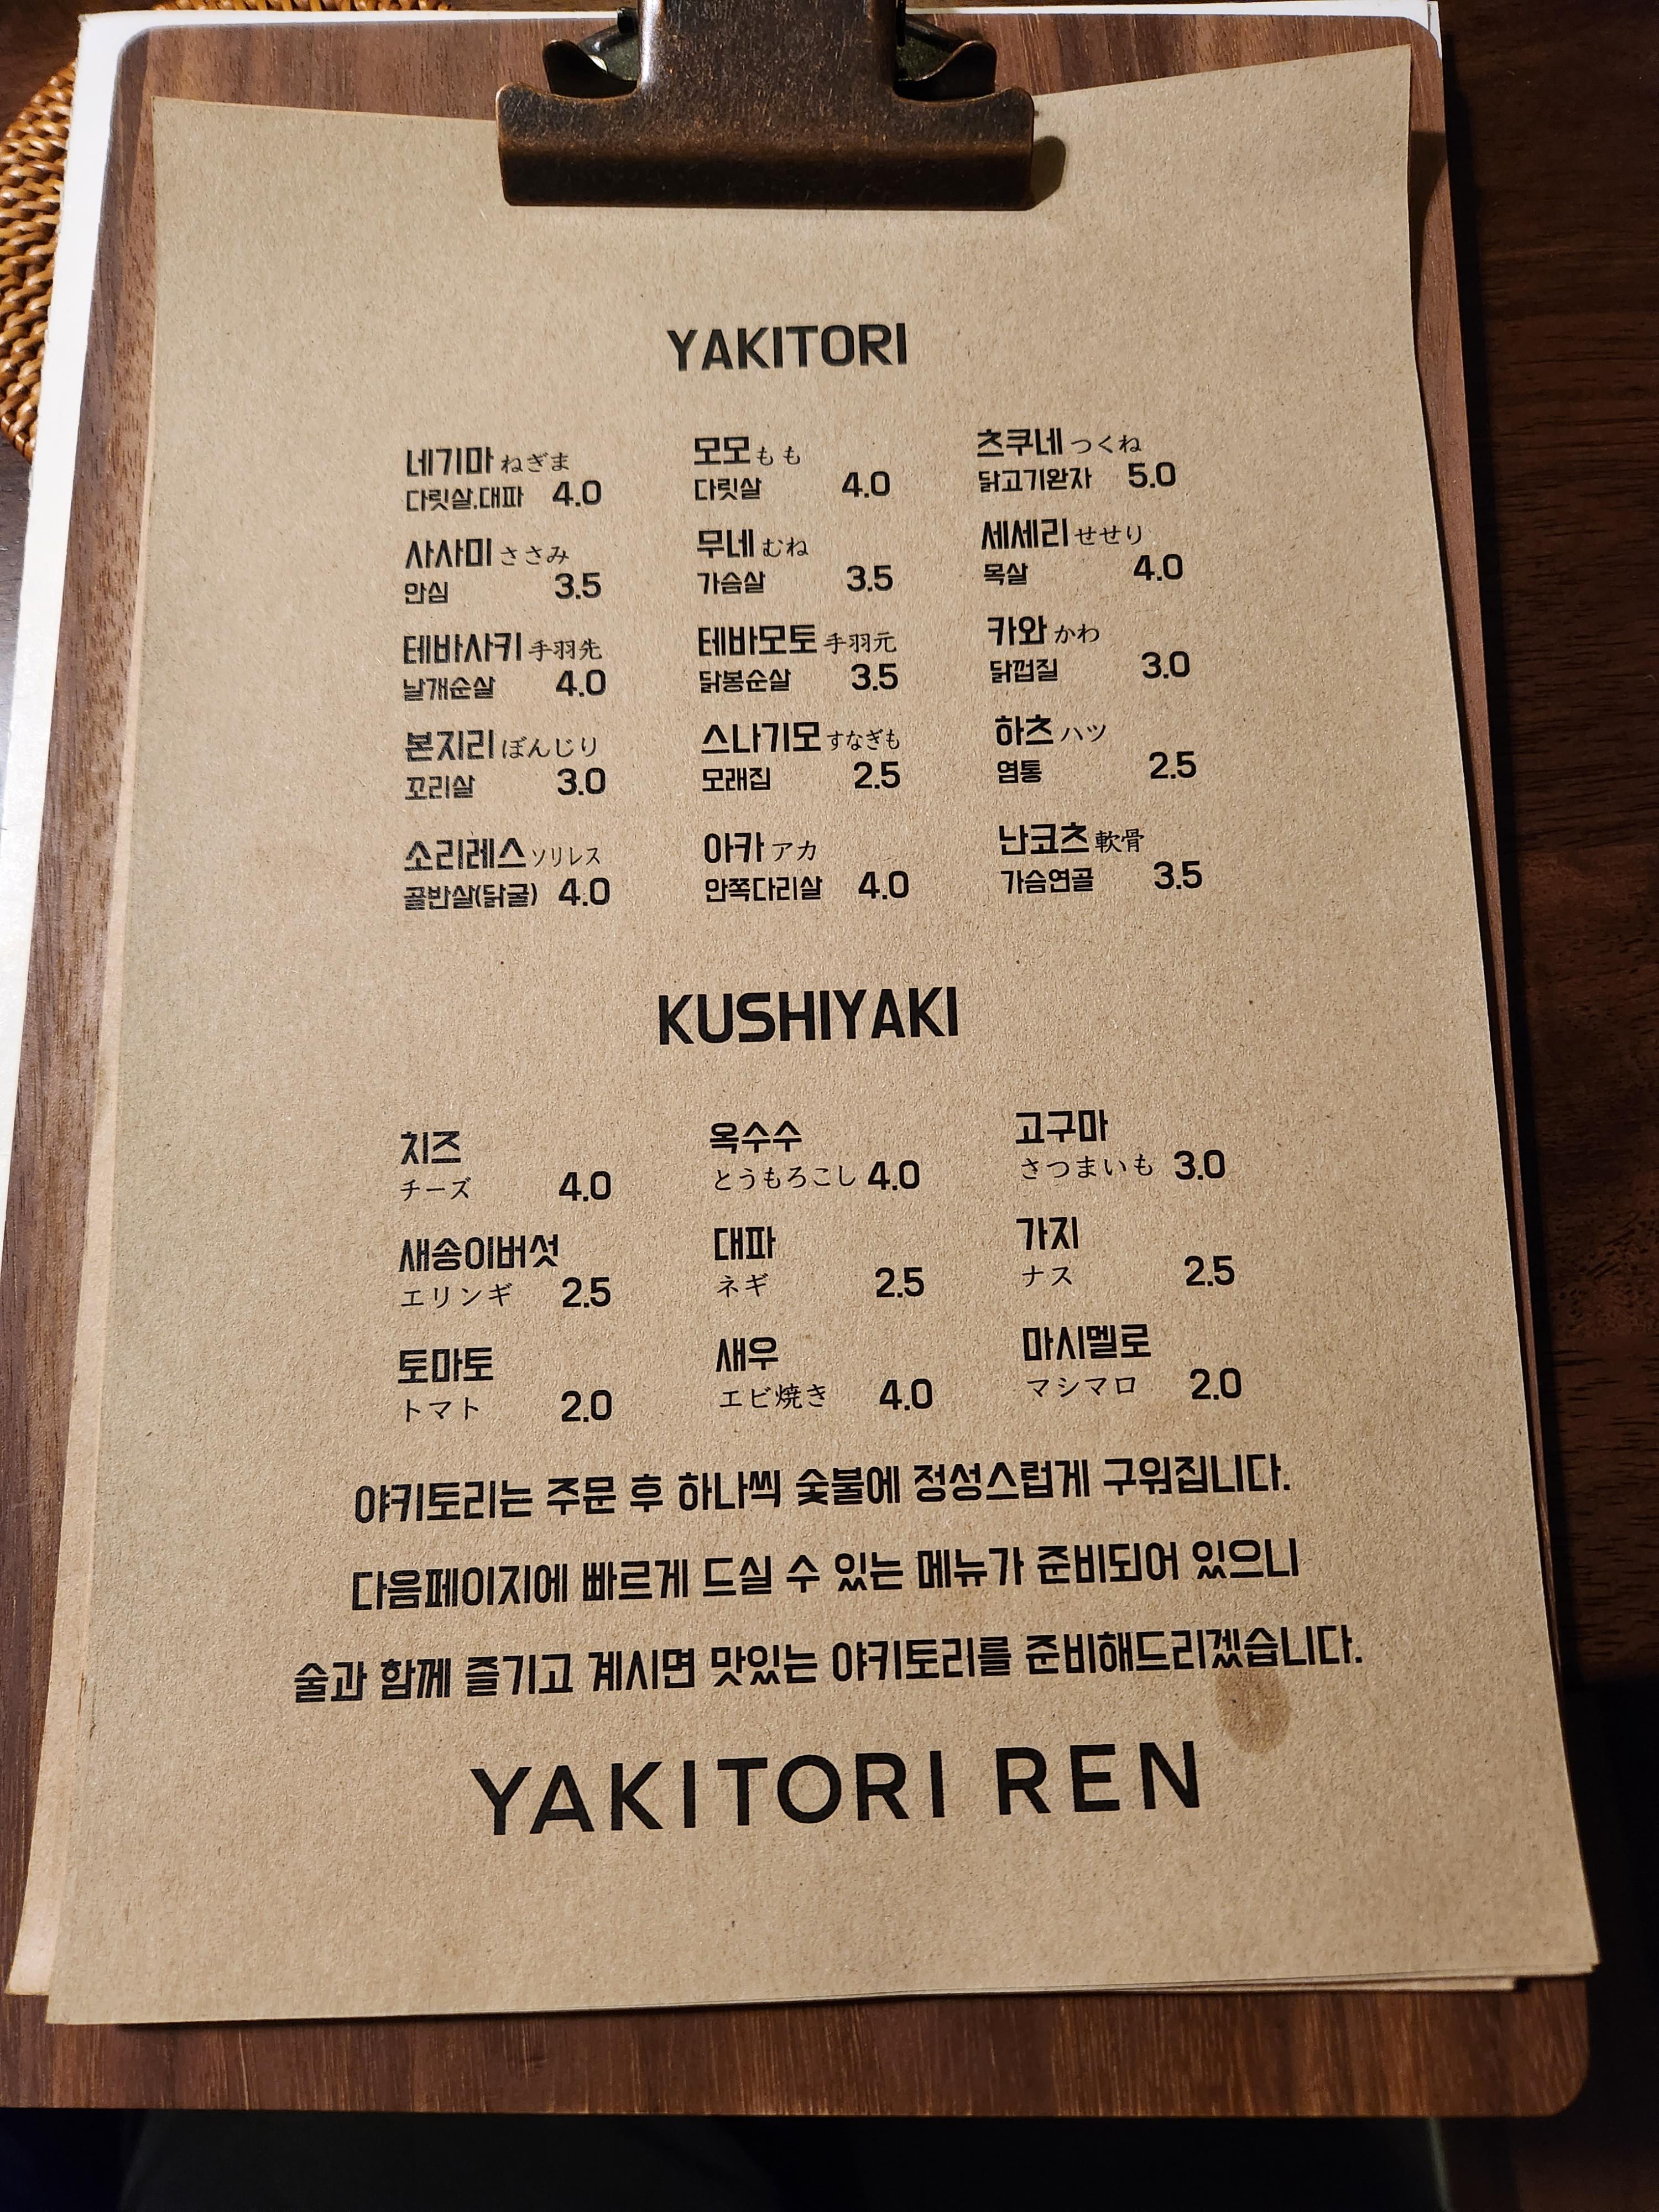 YAKITORI
네기마 ねぎま 모모 もも 츠쿠네 つくね
다릿살.대파 4.0 다릿살 4.0 닭고기완자 5.0
사사미 ささみ 무네 むね 세세리 せせり
안심 3.5 가슴살 3.5 목살 4.0
테바사키 手羽先 테바모토 手羽元 카와 かわ
날개순살 4.0 닭봉순살 3.5 닭껍질 3.0
본지리 ぼんじり 스나기모 すなぎも 하츠 ハツ
꼬리살 3.0 모래집 2.5 염통 2.5
소리레스 ソリレス 아카 アカ 난코츠 軟骨
골반살(닭굴) 4.0 안쪽다리살 4.0 가슴연골 3.5
KUSHIYAKI
치즈 옥수수 고구마
チーズ 4.0 とうもろこし 4.0 さつまいも 3.0
새송이버섯 대파 가지
エリンギ 2.5 ネギ 2.5 ナス 2.5
토마토 새우 마시멜로
トマト 2.0 エビ焼き 4.0 マシマロ 2.0
야키토리는 주문 후 하나씩 숯불에 정성스럽게 구워집니다.
다음페이지에 빠르게 드실 수 있는 메뉴가 준비되어 있으니
술과 함께 즐기고 계시면 맛있는 야키토리를 준비해드리겠습니다.
YAKITORI REN